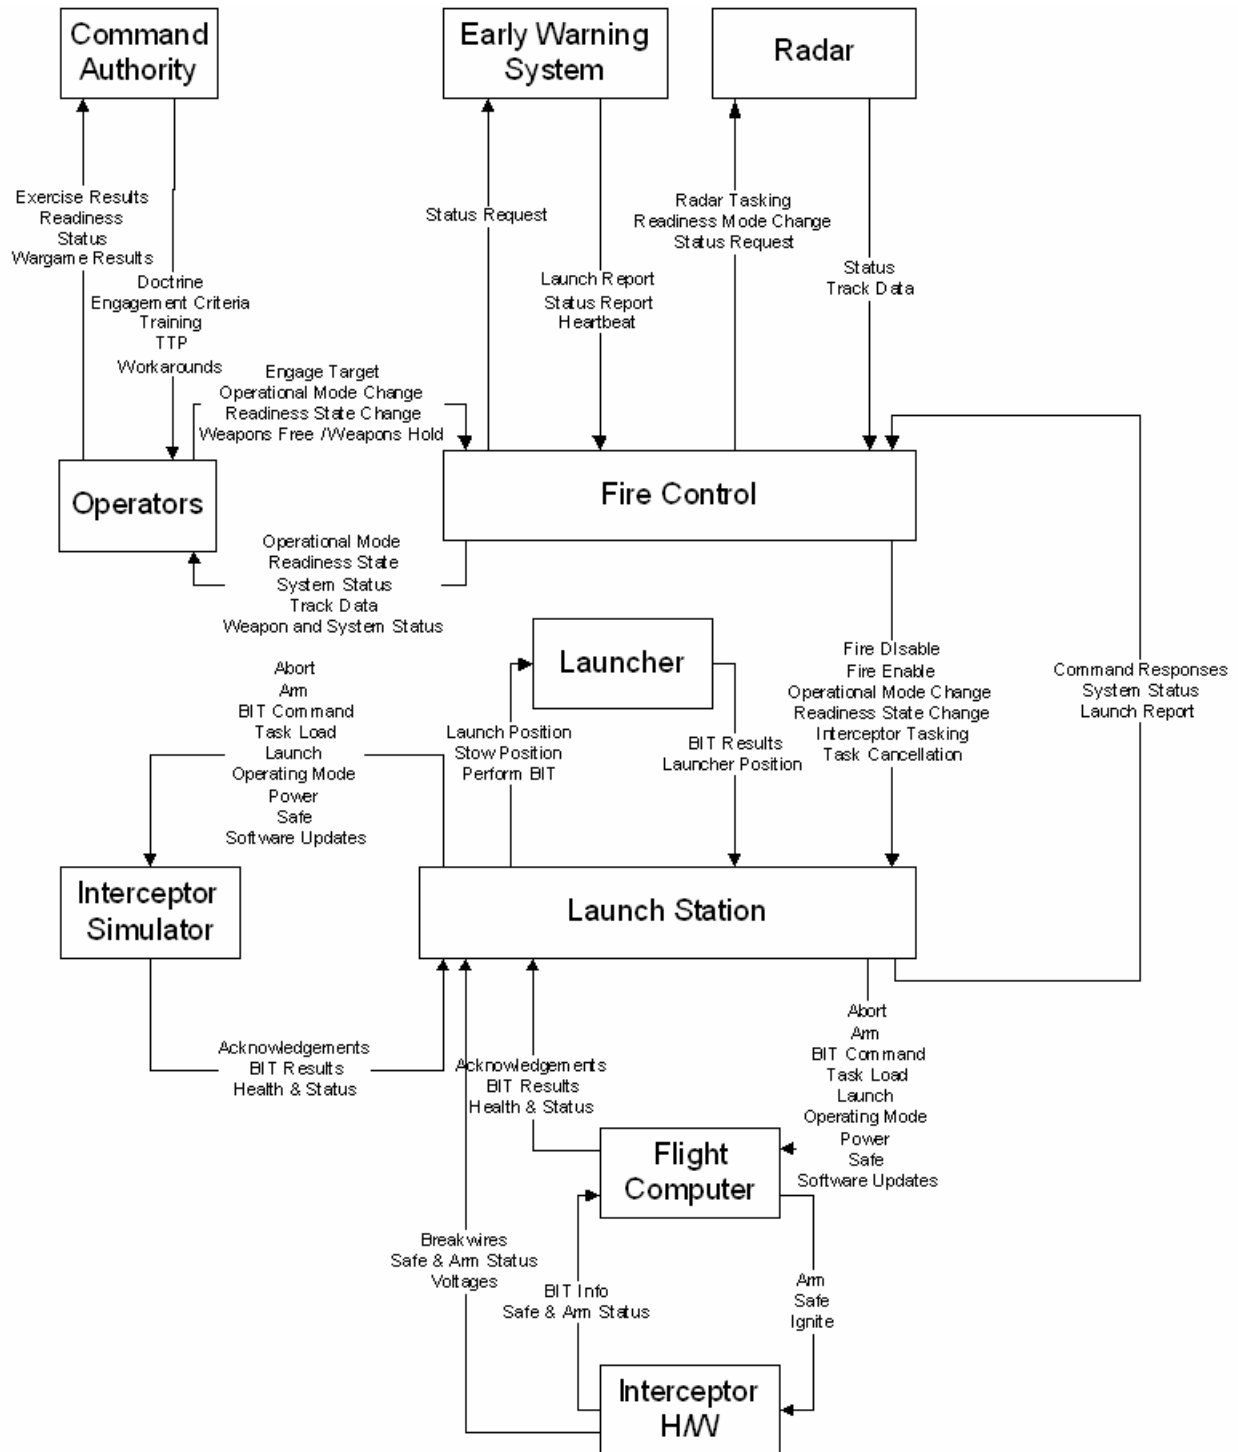 Command
Authority
Early Warning
System
Radar
Exercise Results
Readiness
Status
Wargame Results
Doctrine
Engagement Criteria
Training
TTP
Workarounds
Status Request
Launch Report
Status Report
Heartbeat
Radar Tasking
Readiness Mode Change
Status Request
Status
Track Data
Engage Target
Operational Mode Change
Readiness State Change
Weapons Free /Weapons Hold
Operators
Fire Control
Operational Mode
Readiness State
System Status
Track Data
Weapon and System Status
Launcher
Fire DIsable
Fire Enable
Operational Mode Change
Readiness State Change
Interceptor Tasking
Task Cancellation
Command Responses
System Status
Launch Report
Abort
Arm
BIT Command
Task Load
Launch
Operating Mode
Power
Safe
Software Updates
Launch Position
Stow Position
Perform BIT
BIT Results
Launcher Position
Interceptor
Simulator
Launch Station
Acknowledgements
BIT Results
Health & Status
Acknowledgements
BIT Results
Health & Status
Abort
Arm
BIT Command
Task Load
Launch
Operating Mode
Power
Safe
Software Updates
Flight
Computer
Breakwires
Safe & Arm Status
Voltages
BIT Info
Safe & Arm Status
Arm
Safe
Ignite
Interceptor
H/W